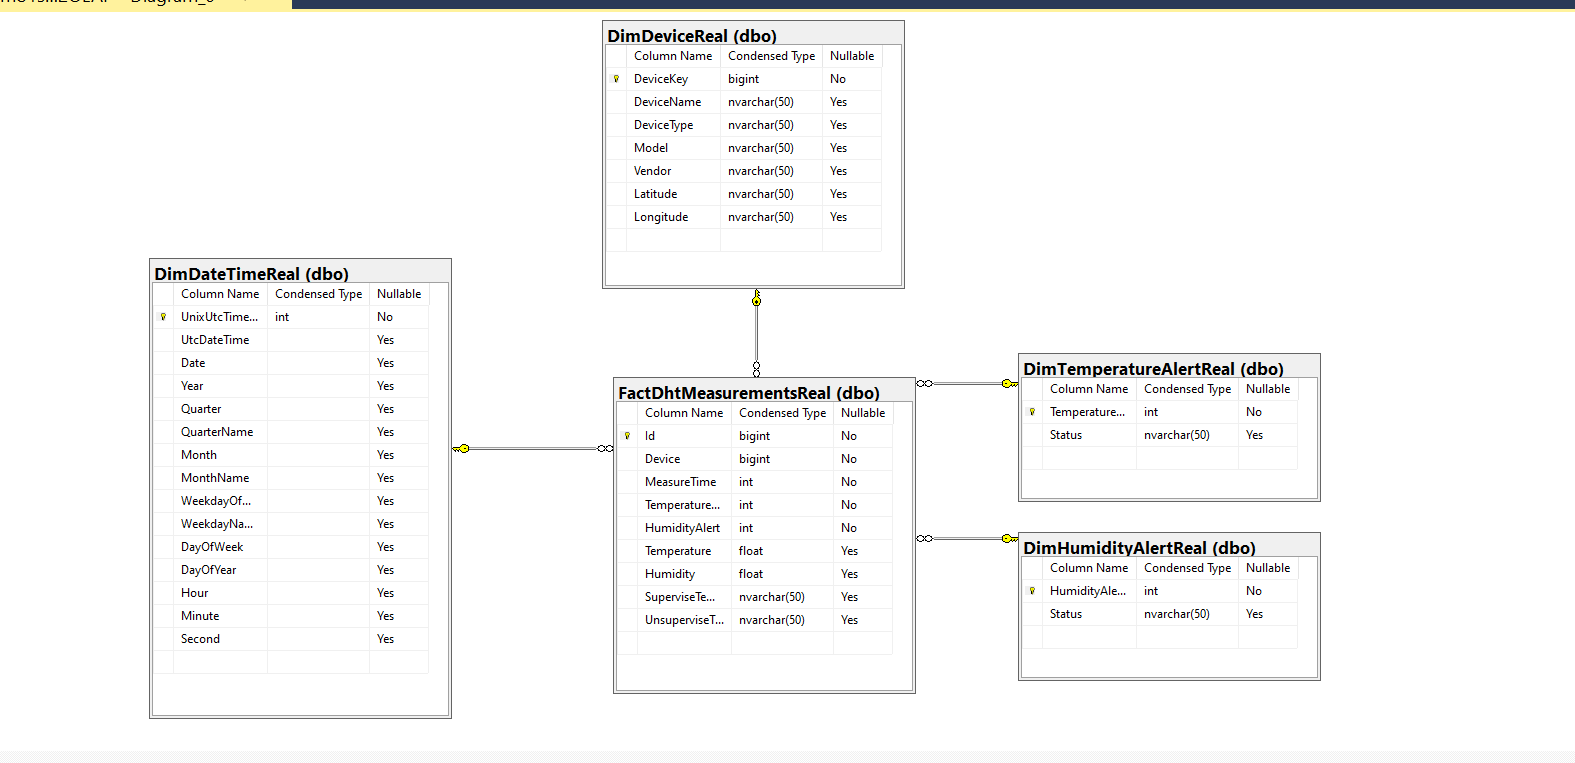 DimDeviceReal (dbo)
Column Name Condensed Type Nullable
DeviceKey bigint No
DeviceName nvarchar(50) Yes
DeviceType nvarchar(50) Yes
Model nvarchar(50) Yes
Vendor nvarchar(50) Yes
Latitude nvarchar(50) Yes
Longitude nvarchar(50) Yes
DimDateTimeReal (dbo)
Column Name Condensed Type Nullable
UnixUtcTime... int No
UtcDateTime Yes
Date Yes
Year Yes
Quarter Yes
QuarterName Yes
Month Yes
MonthName Yes
WeekdayOf... Yes
WeekdayNa... Yes
DayOfWeek Yes
DayOfYear Yes
Hour Yes
Minute Yes
Second Yes
FactDhtMeasurementsReal (dbo)
Column Name Condensed Type Nullable
Id bigint No
Device bigint No
MeasureTime int No
Temperature... int No
HumidityAlert int No
Temperature float Yes
Humidity float Yes
SuperviseTe... nvarchar(50) Yes
UnsuperviseT... nvarchar(50) Yes
DimTemperatureAlertReal (dbo)
Column Name Condensed Type Nullable
Temperature... int No
Status nvarchar(50) Yes
DimHumidityAlertReal (dbo)
Column Name Condensed Type Nullable
HumidityAle... int No
Status nvarchar(50) Yes